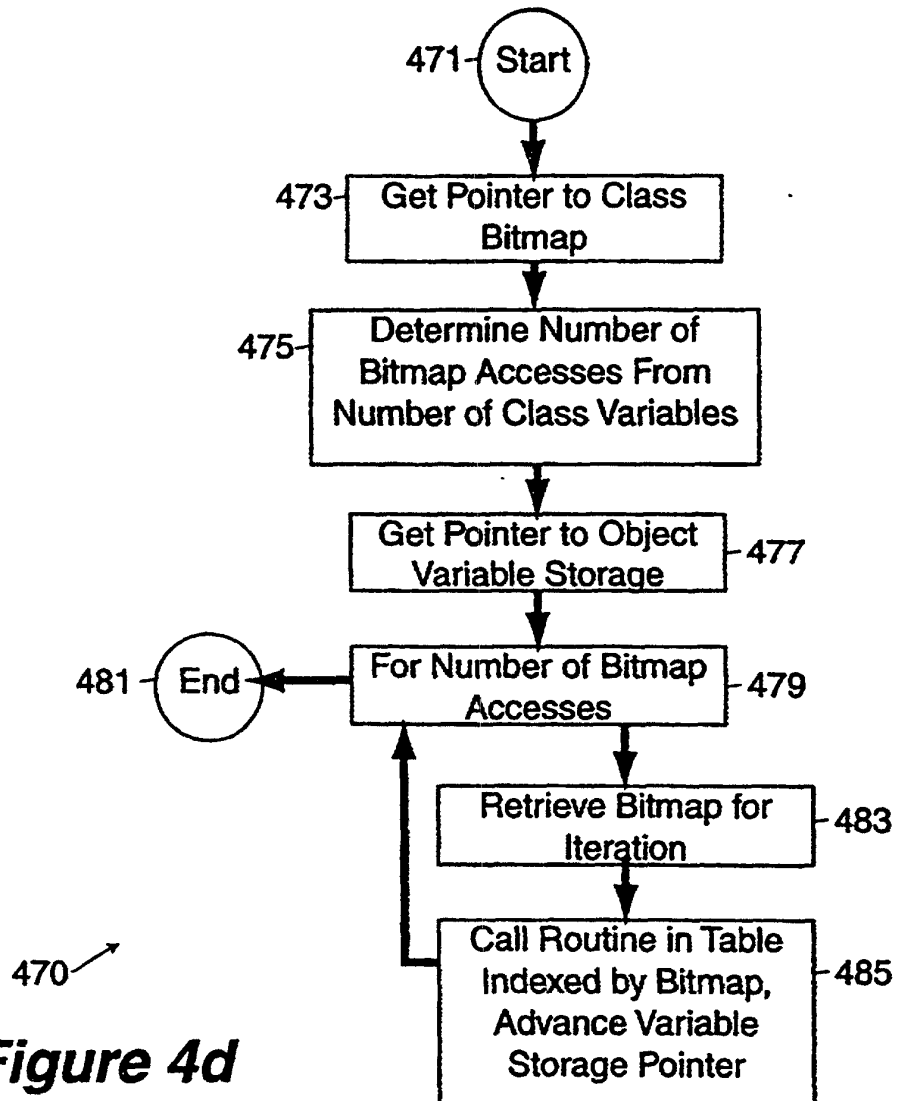 471
Start
473
Get Pointer to Class
Bitmap
475
Determine Number of
Bitmap Accesses From
Number of Class Variables
Get Pointer to Object
Variable Storage
477
481
End
For Number of Bitmap
Accesses
479
Retrieve Bitmap for
Iteration
483
Call Routine in Table
Indexed by Bitmap,
Advance Variable
Storage Pointer
485
470
Figure 4d